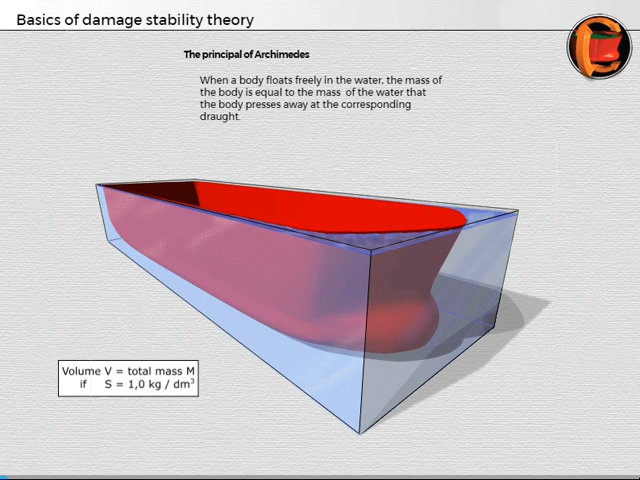 Basics of damage stability theory
The principal of Archimedes
When a body floats freely in the water, the mass of
the body is equal to the mass of the water that
the body presses away at the corresponding
draught.
Volume V = total mass M
if S = 1,0 kg / dm³